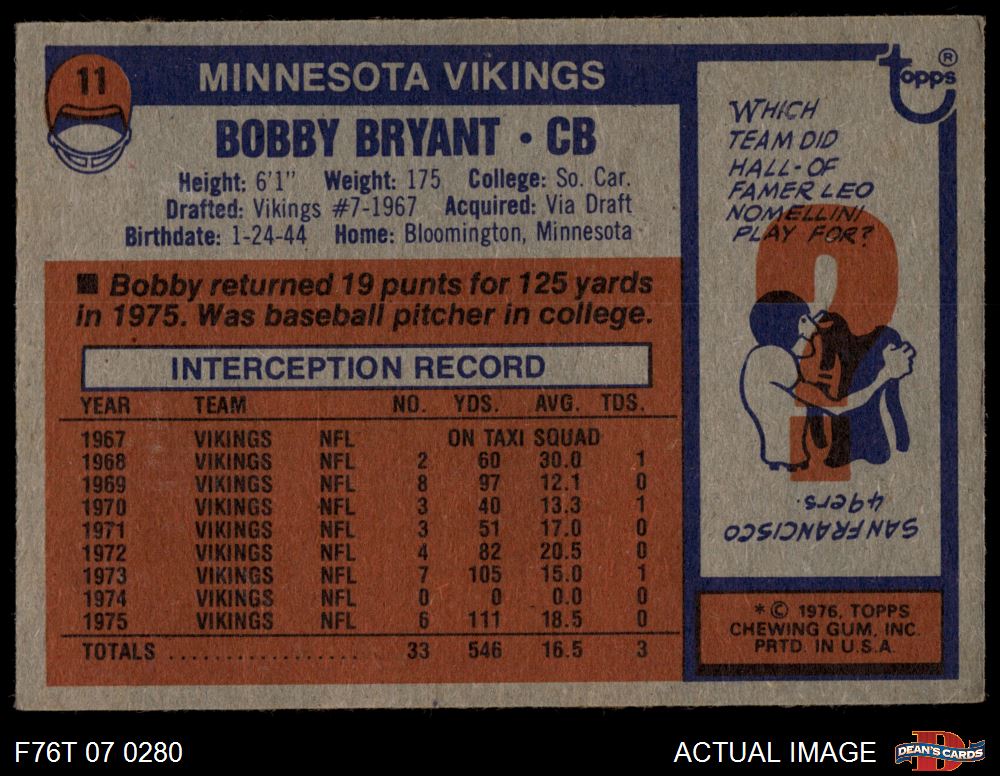 11
MINNESOTA VIKINGS
BOBBY BRYANT • CB
Height: 6'1" Weight: 175 College: So. Car.
Drafted: Vikings #7-1967 Acquired: Via Draft
Birthdate: 1-24-44 Home: Bloomington, Minnesota
■ Bobby returned 19 punts for 125 yards
in 1975. Was baseball pitcher in college.
INTERCEPTION RECORD
YEAR TEAM NO. YDS. AVG. TDS.
1967 VIKINGS NFL ON TAXI SQUAD
1968 VIKINGS NFL 2 60 30.0 1
1969 VIKINGS NFL 8 97 12.1 0
1970 VIKINGS NFL 3 40 13.3 1
1971 VIKINGS NFL 3 51 17.0 0
1972 VIKINGS NFL 4 82 20.5 0
1973 VIKINGS NFL 7 105 15.0 1
1974 VIKINGS NFL 0 0 0.0 0
1975 VIKINGS NFL 6 111 18.5 0
TOTALS .................. 33 546 16.5 3
topps ®
WHICH
TEAM DID
HALL-OF
FAMER LEO
NOMELLINI
PLAY FOR?
SAN FRANCISCO
49ers.
* © 1976, TOPPS
CHEWING GUM, INC.
PRTD. IN U.S.A.
F76T 07 0280
ACTUAL IMAGE
DEAN'S CARDS